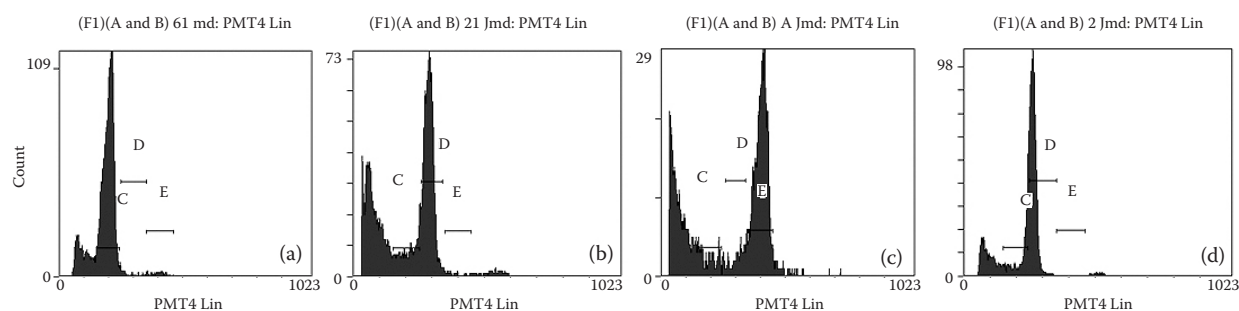 (F1)(A and B) 61 md: PMT4 Lin
109
Count
D
C
E
(a)
0
0
1023
PMT4 Lin
(F1)(A and B) 21 Jmd: PMT4 Lin
73
D
C
E
(b)
0
0
1023
PMT4 Lin
(F1)(A and B) A Jmd: PMT4 Lin
29
D
C
E
(c)
0
0
1023
PMT4 Lin
(F1)(A and B) 2 Jmd: PMT4 Lin
98
D
E
C
(d)
0
0
1023
PMT4 Lin